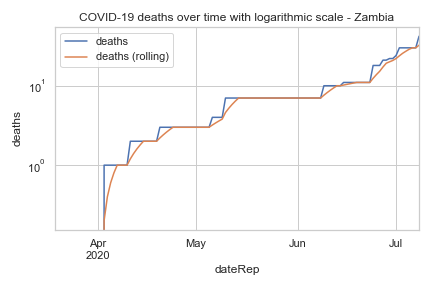 COVID-19 deaths over time with logarithmic scale - Zambia
deaths
deaths (rolling)
10¹
10⁰
deaths
Apr
2020
May
Jun
Jul
dateRep